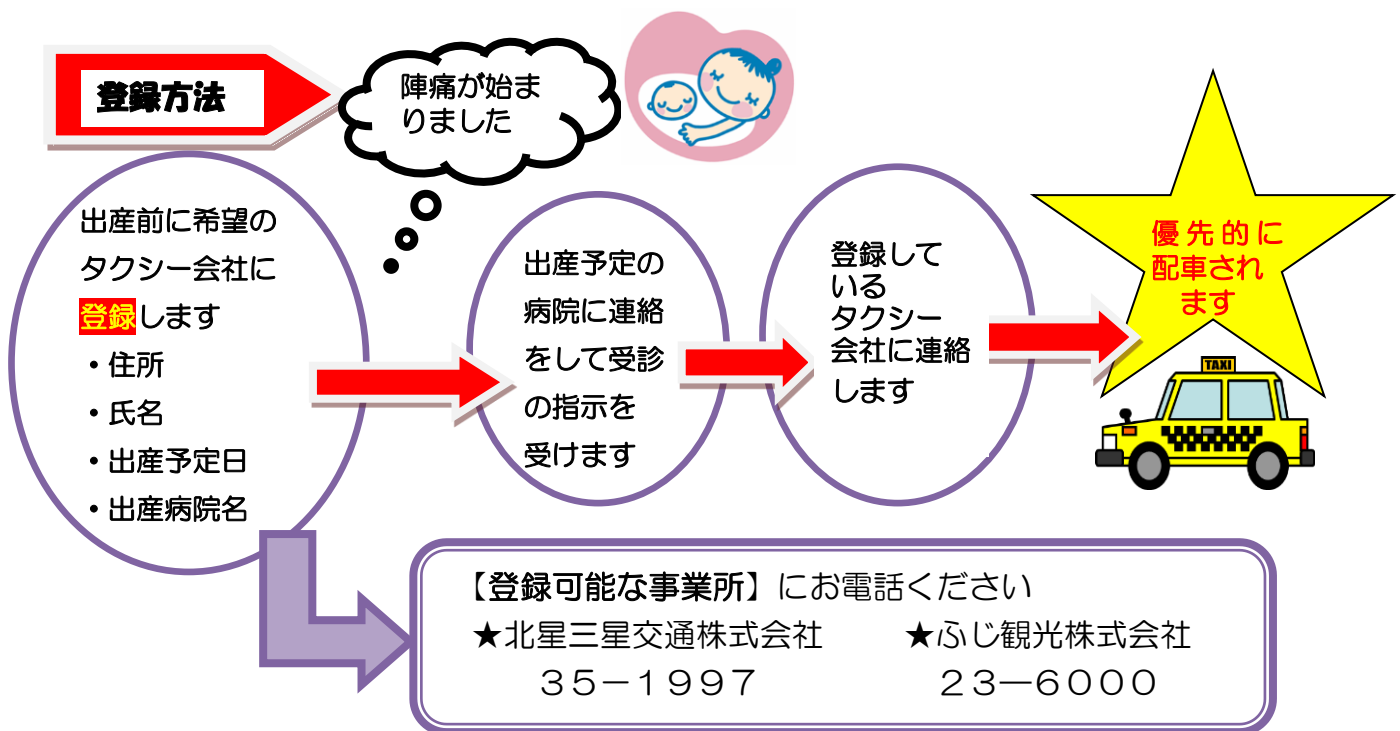 登録方法
陣痛が始ま
りました
出産前に希望の
タクシー会社に
登録します
・住所
・氏名
・出産予定日
・出産病院名
出産予定の
病院に連絡
をして受診
の指示を
受けます
登録して
いる
タクシー
会社に連絡
します
優先的に
配車され
ます
TAXI
【登録可能な事業所】にお電話ください
★北星三星交通株式会社 ★ふじ観光株式会社
３５－１９９７ ２３―６０００